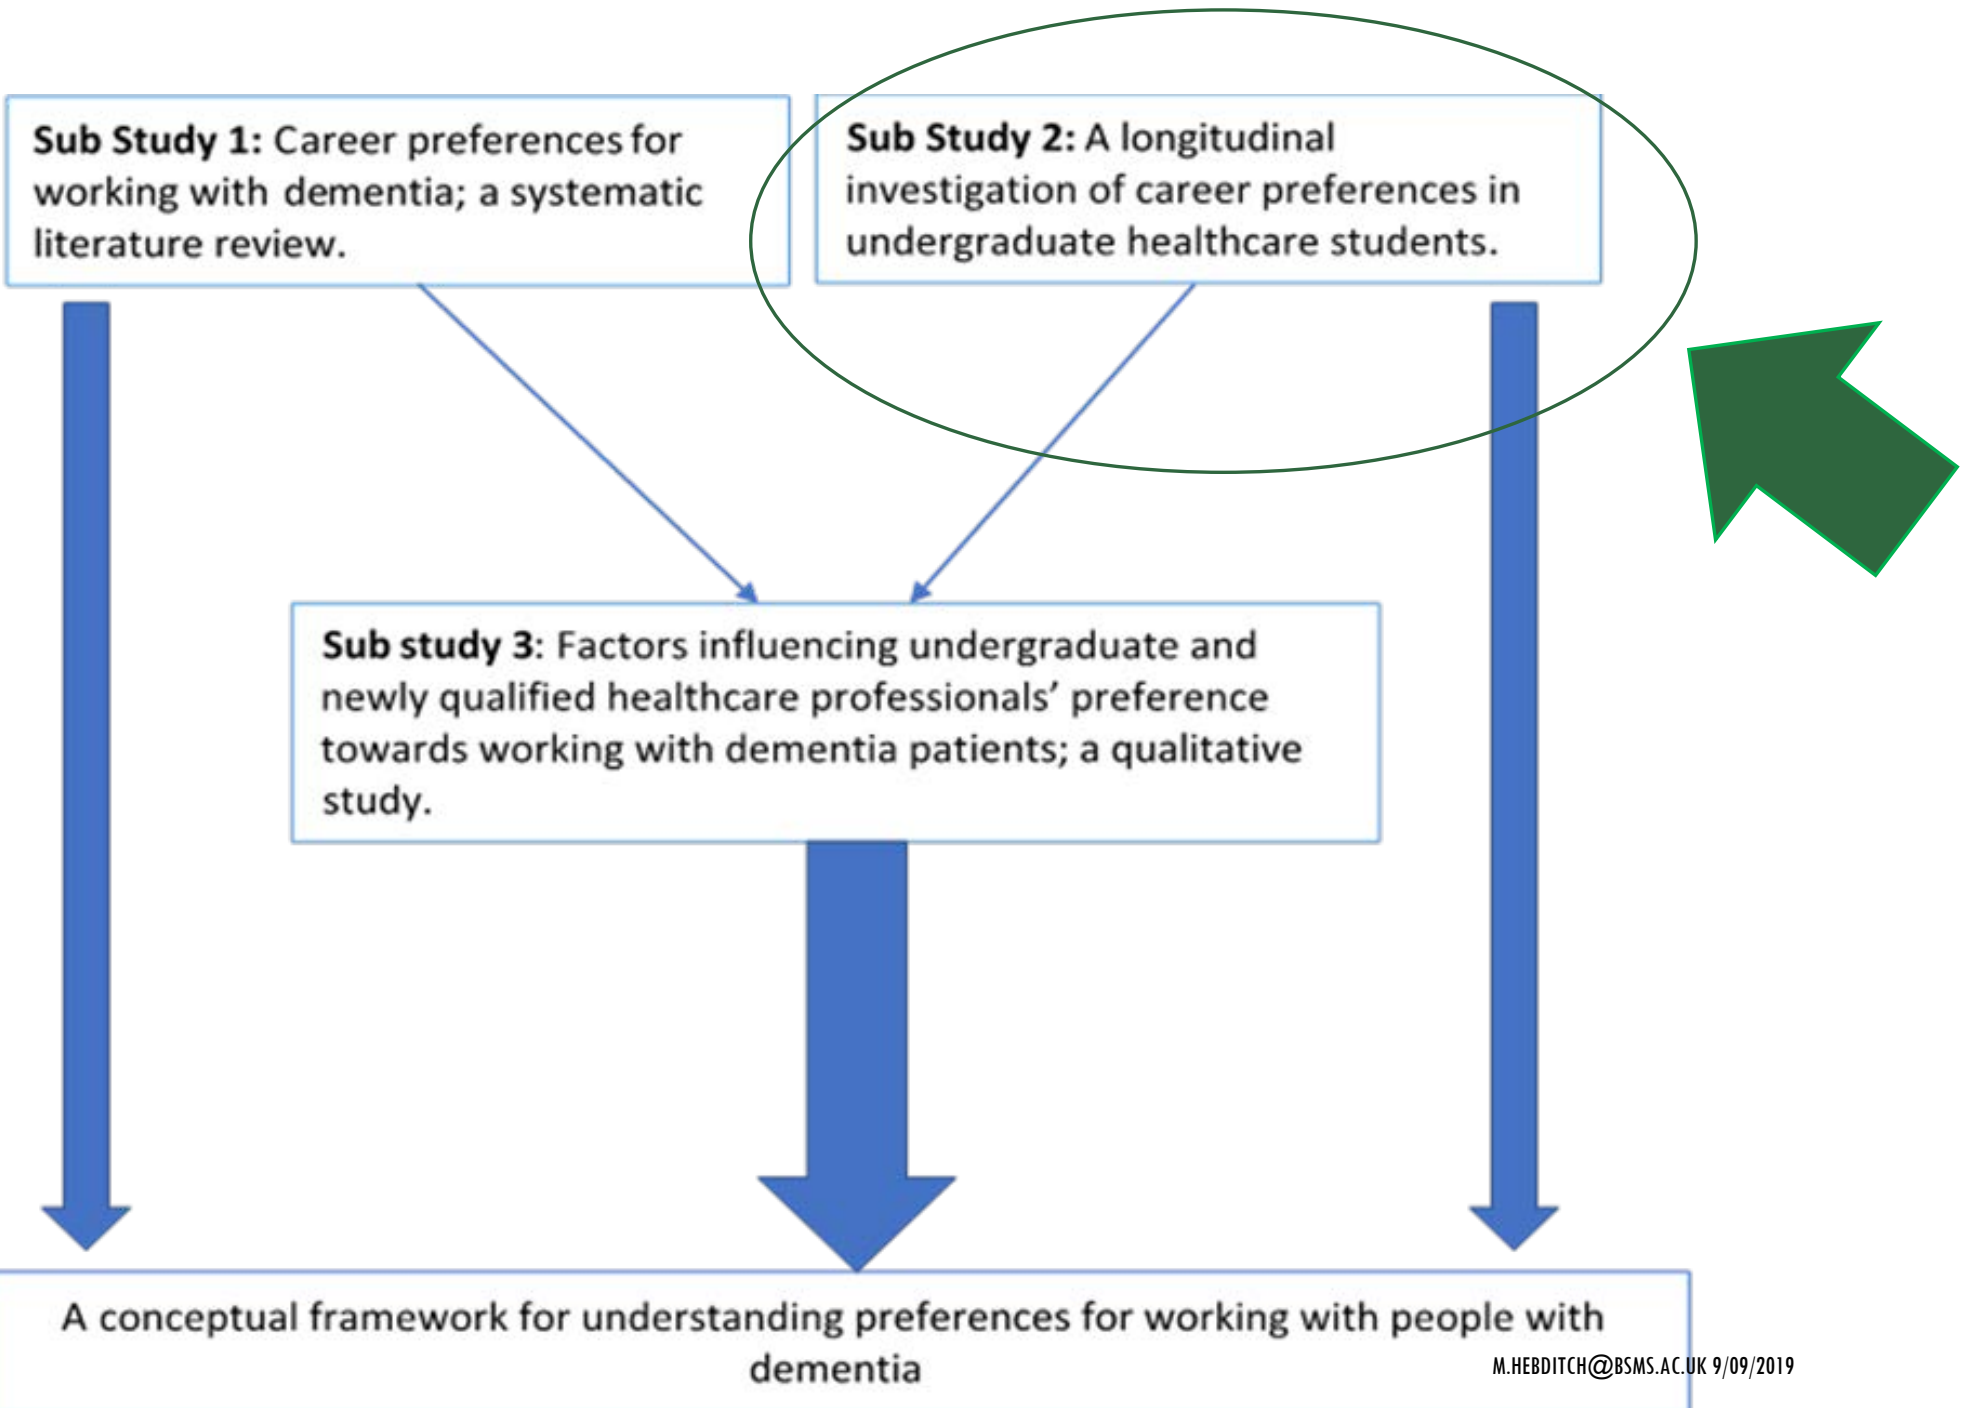 Sub Study 1: Career preferences for
working with dementia; a systematic
literature review.
Sub Study 2: A longitudinal
investigation of career preferences in
undergraduate healthcare students.
Sub study 3: Factors influencing undergraduate and
newly qualified healthcare professionals’ preference
towards working with dementia patients; a qualitative
study.
A conceptual framework for understanding preferences for working with people with
dementia
M.HEBDITCH@BSMS.AC.UK 9/09/2019